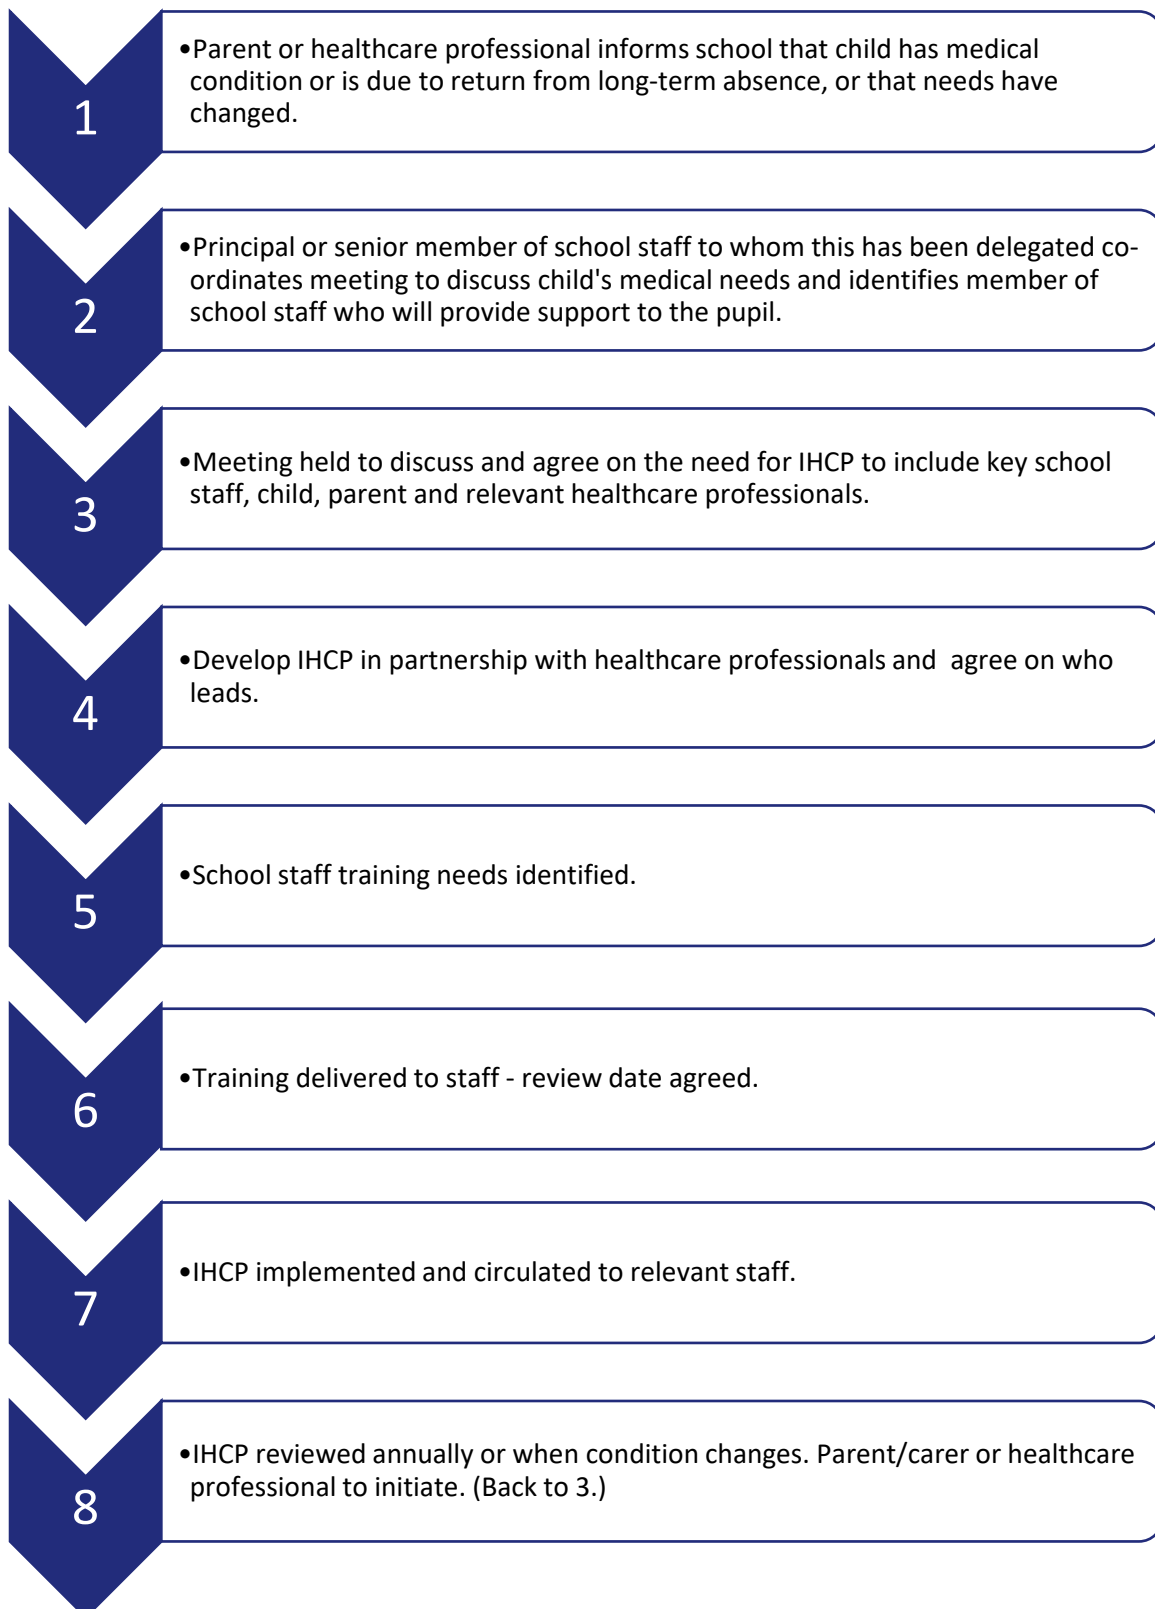 1
•Parent or healthcare professional informs school that child has medical
condition or is due to return from long-term absence, or that needs have
changed.
2
•Principal or senior member of school staff to whom this has been delegated co-
ordinates meeting to discuss child's medical needs and identifies member of
school staff who will provide support to the pupil.
3
•Meeting held to discuss and agree on the need for IHCP to include key school
staff, child, parent and relevant healthcare professionals.
4
•Develop IHCP in partnership with healthcare professionals and  agree on who
leads.
5
•School staff training needs identified.
6
•Training delivered to staff - review date agreed.
7
•IHCP implemented and circulated to relevant staff.
8
•IHCP reviewed annually or when condition changes. Parent/carer or healthcare
professional to initiate. (Back to 3.)